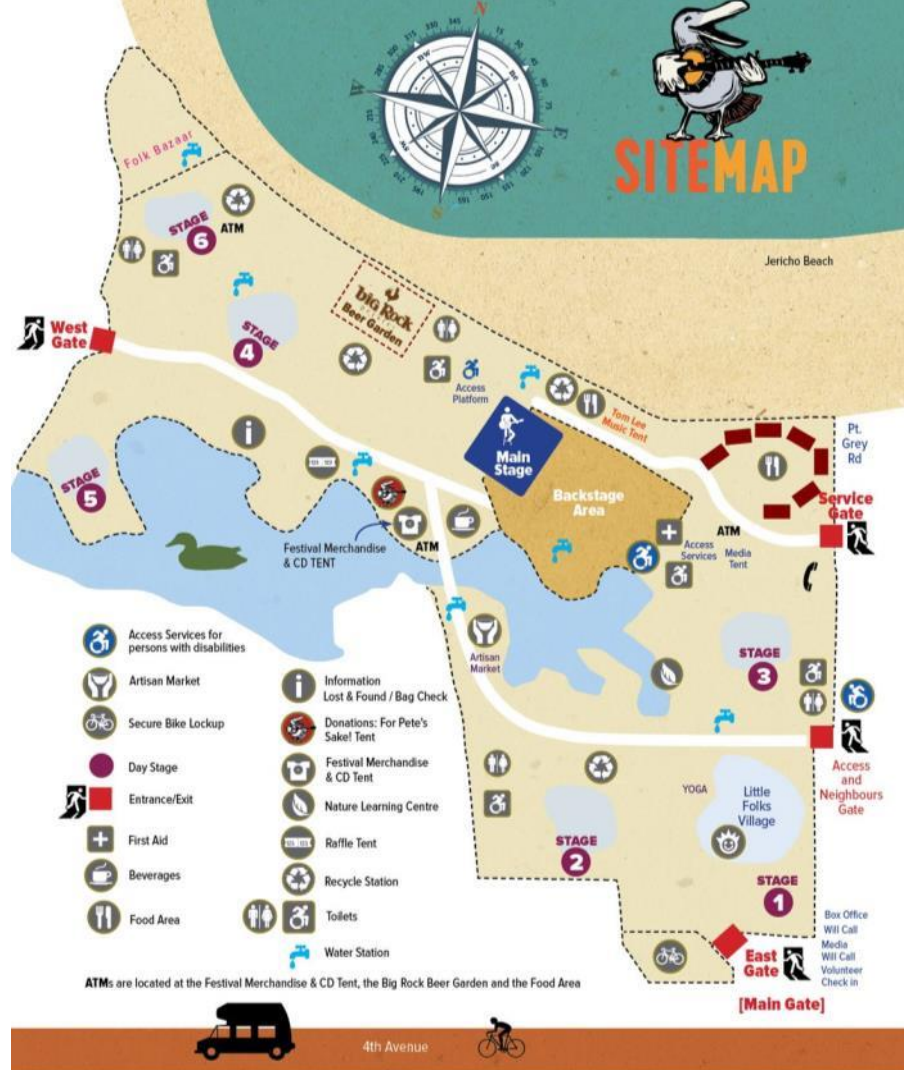 N
W
E
S
nw
ne
sw
se
SITEMAP
Jericho Beach
Folk Bazaar
STAGE
6
ATM
big Rock
Beer Garden
West
Gate
STAGE
4
Access
Platform
Tom Lee
Music Tent
Pt.
Grey
Rd
i
STAGE
5
Main
Stage
Backstage
Area
Service
Gate
Festival Merchandise
& CD TENT
ATM
Access
Services
ATM
Media
Tent
Artisan
Market
STAGE
3
Access
and
Neighbours
Gate
YOGA
Little
Folks
Village
STAGE
2
STAGE
1
East
Gate
[Main Gate]
Box Office
Will Call
Media
Will Call
Volunteer
Check in
Access Services for
persons with disabilities
Artisan Market
Secure Bike Lockup
Day Stage
Entrance/Exit
First Aid
Beverages
Food Area
i
Information
Lost & Found / Bag Check
Donations: For Pete's
Sake! Tent
Festival Merchandise
& CD Tent
Nature Learning Centre
Raffle Tent
Recycle Station
Toilets
Water Station
ATMs are located at the Festival Merchandise & CD Tent, the Big Rock Beer Garden and the Food Area
4th Avenue